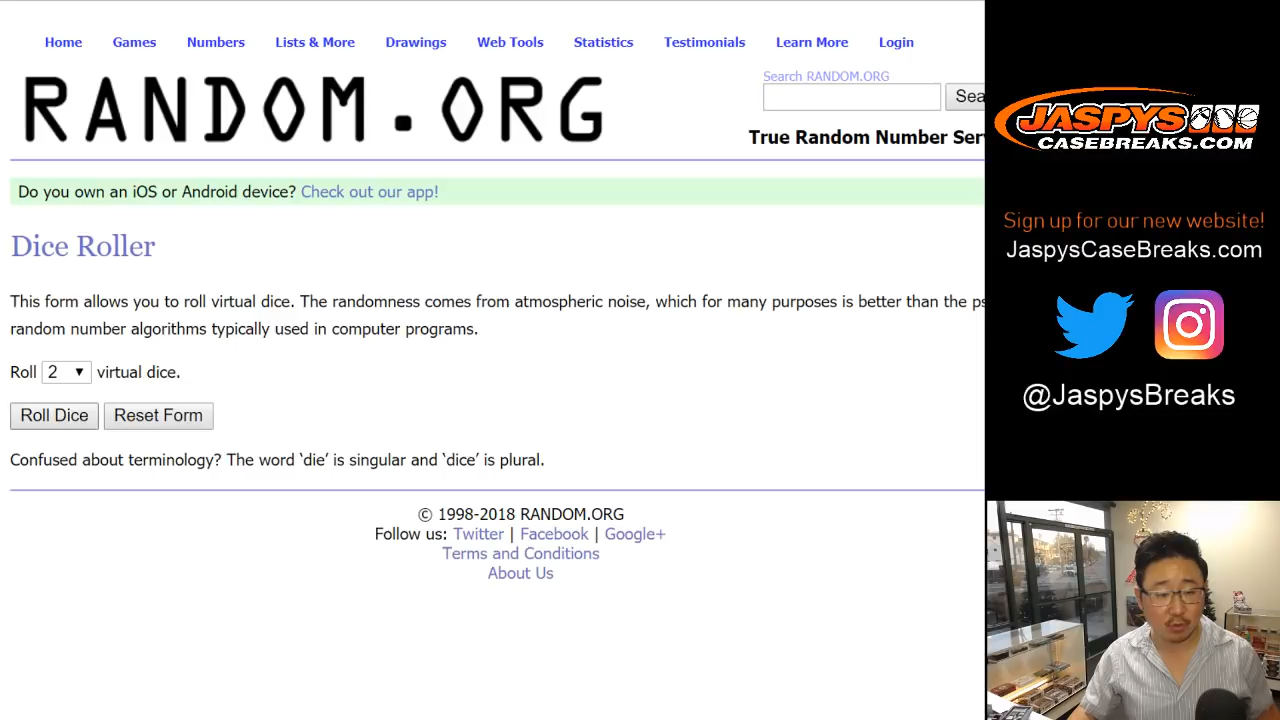 Home Games Numbers Lists & More Drawings Web Tools Statistics Testimonials Learn More Login
RANDOM.ORG
Search RANDOM.ORG
Sea
True Random Number Ser
Do you own an iOS or Android device? Check out our app!
Dice Roller
This form allows you to roll virtual dice. The randomness comes from atmospheric noise, which for many purposes is better than the ps
random number algorithms typically used in computer programs.
Roll 2 virtual dice.
Roll Dice Reset Form
Confused about terminology? The word ‘die’ is singular and ‘dice’ is plural.
© 1998-2018 RANDOM.ORG
Follow us: Twitter | Facebook | Google+
Terms and Conditions
About Us
JASPYS
CASEBREAKS.COM
Sign up for our new website!
JaspysCaseBreaks.com
@JaspysBreaks